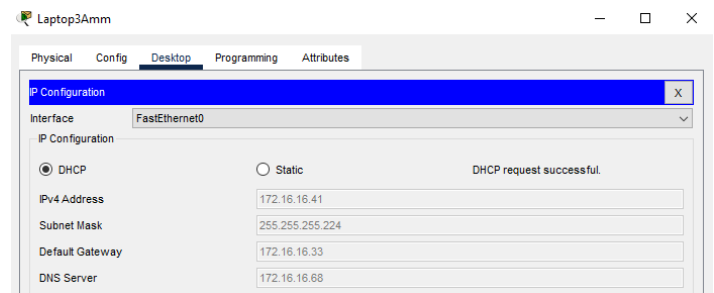 Laptop3Amm
Physical Config Desktop Programming Attributes
IP Configuration X
Interface FastEthernet0
IP Configuration
DHCP Static DHCP request successful.
IPv4 Address 172.16.16.41
Subnet Mask 255.255.255.224
Default Gateway 172.16.16.33
DNS Server 172.16.16.68